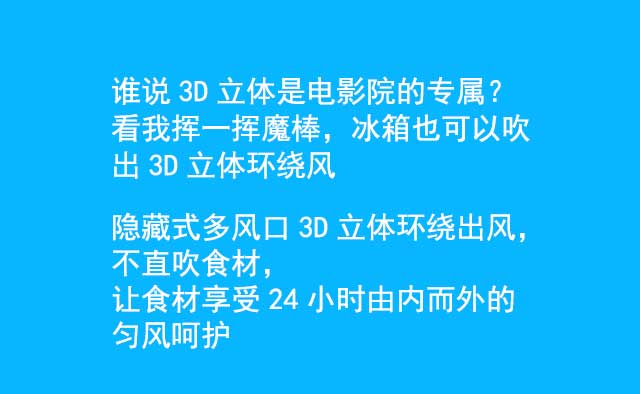 谁说 3D 立体是电影院的专属？
看我挥一挥魔棒，冰箱也可以吹
出 3D 立体环绕风
隐藏式多风口 3D 立体环绕出风，
不直吹食材，
让食材享受 24 小时由内而外的
匀风呵护